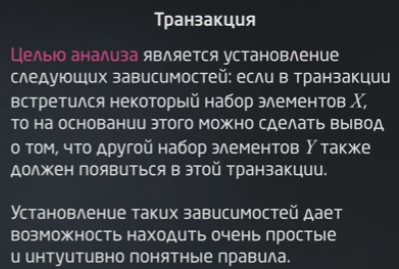 Транзакция
Целью анализа является установление
следующих зависимостей: если в транзакции
встретился некоторый набор элементов X,
то на основании этого можно сделать вывод
о том, что другой набор элементов Y также
должен появиться в этой транзакции.
Установление таких зависимостей дает
возможность находить очень простые
и интуитивно понятные правила.